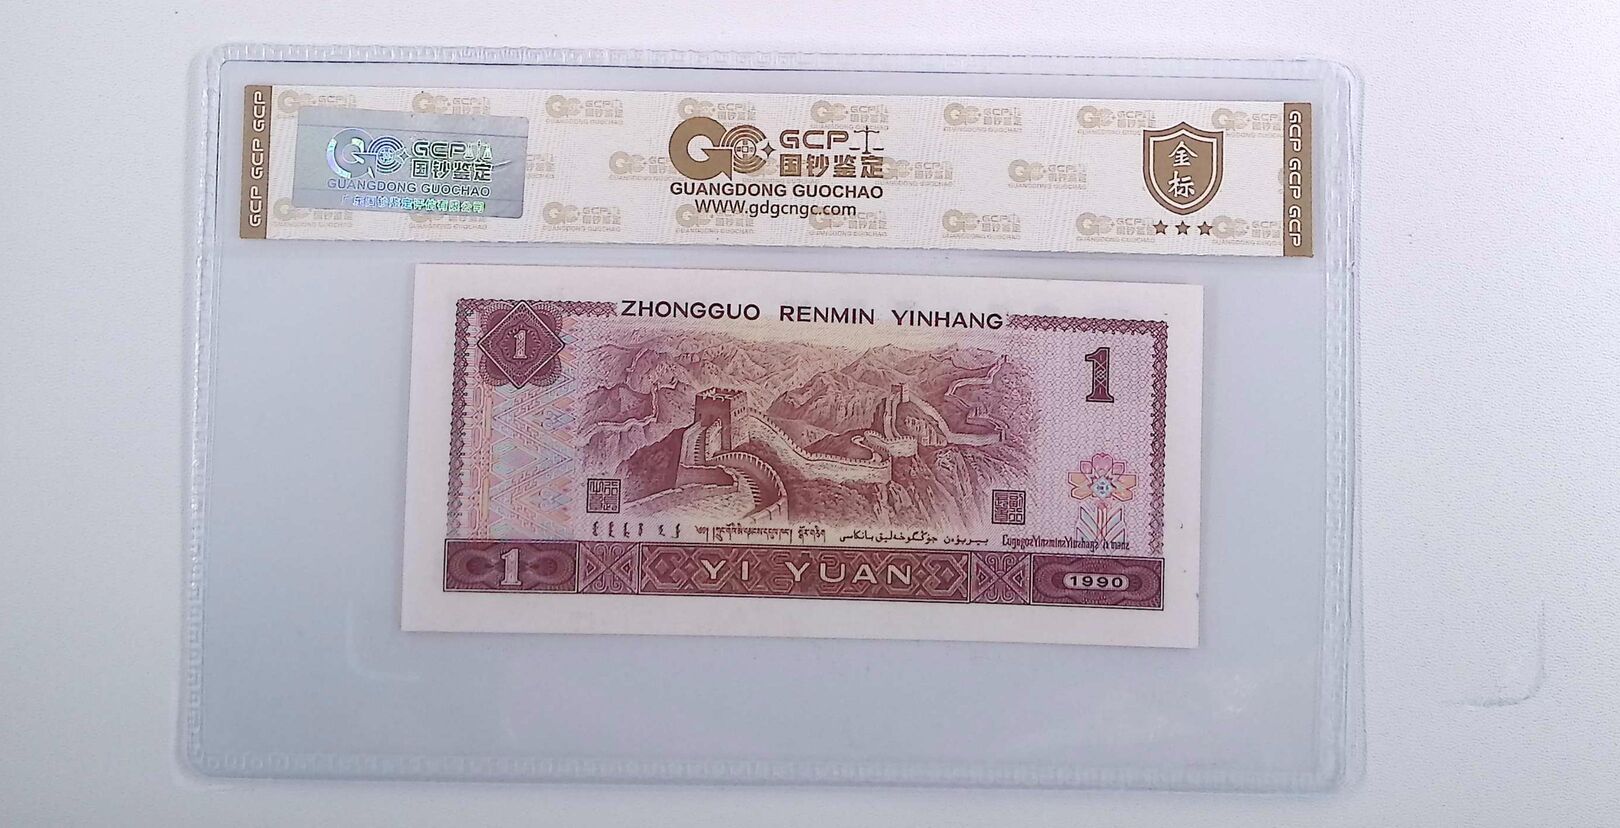 GCP GCP GCP
GCP
国钞鉴定
GUANGDONG GUOCHAO
GCP
国钞鉴定
GUANGDONG GUOCHAO
WWW.gdgcngc.com
金
标
GCP GCP GCP
ZHONGGUO RENMIN YINHANG
1
1
1
YI YUAN
1990